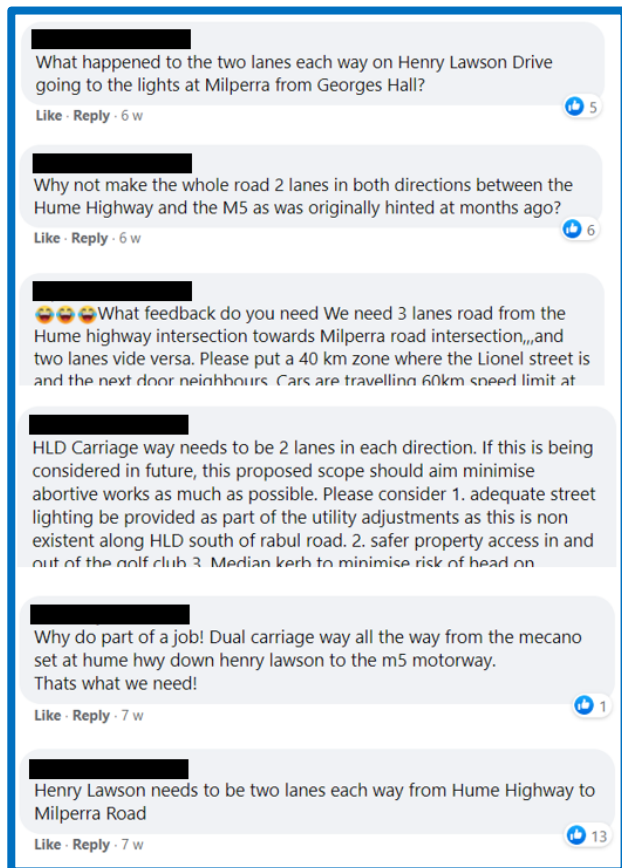 What happened to the two lanes each way on Henry Lawson Drive
going to the lights at Milperra from Georges Hall?
5
Like · Reply · 6 w
Why not make the whole road 2 lanes in both directions between the
Hume Highway and the M5 as was originally hinted at months ago?
6
Like · Reply · 6 w
😂😂😂What feedback do you need We need 3 lanes road from the
Hume highway intersection towards Milperra road intersection,,,and
two lanes vide versa. Please put a 40 km zone where the Lionel street is
and the next door neighbours. Cars are travelling 60km speed limit at
HLD Carriage way needs to be 2 lanes in each direction. If this is being
considered in future, this proposed scope should aim minimise
abortive works as much as possible. Please consider 1. adequate street
lighting be provided as part of the utility adjustments as this is non
existent along HLD south of rabul road. 2. safer property access in and
out of the golf club 3. Median kerb to minimise risk of head on
Why do part of a job! Dual carriage way all the way from the mecano
set at hume hwy down henry lawson to the m5 motorway.
Thats what we need!
1
Like · Reply · 7 w
Henry Lawson needs to be two lanes each way from Hume Highway to
Milperra Road
13
Like · Reply · 7 w